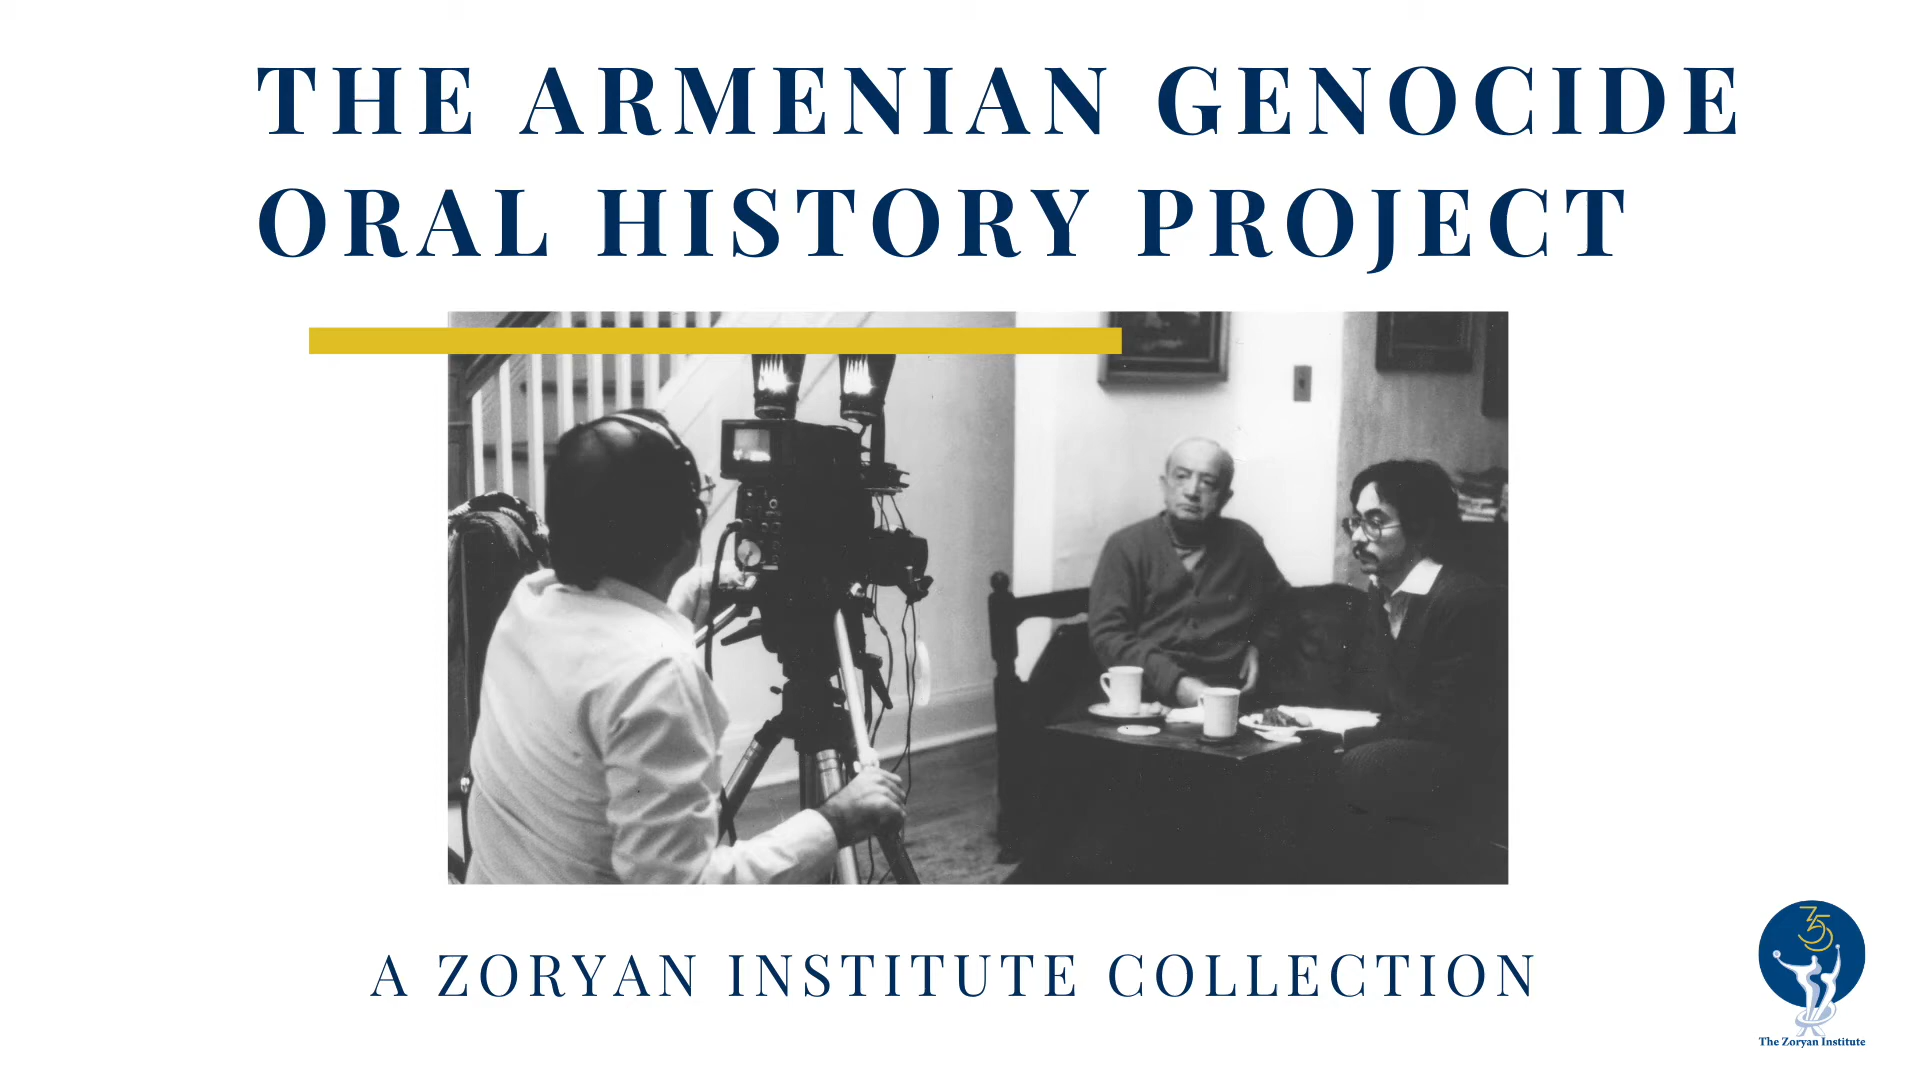 THE ARMENIAN GENOCIDE
ORAL HISTORY PROJECT
A ZORYAN INSTITUTE COLLECTION
35
The Zoryan Institute